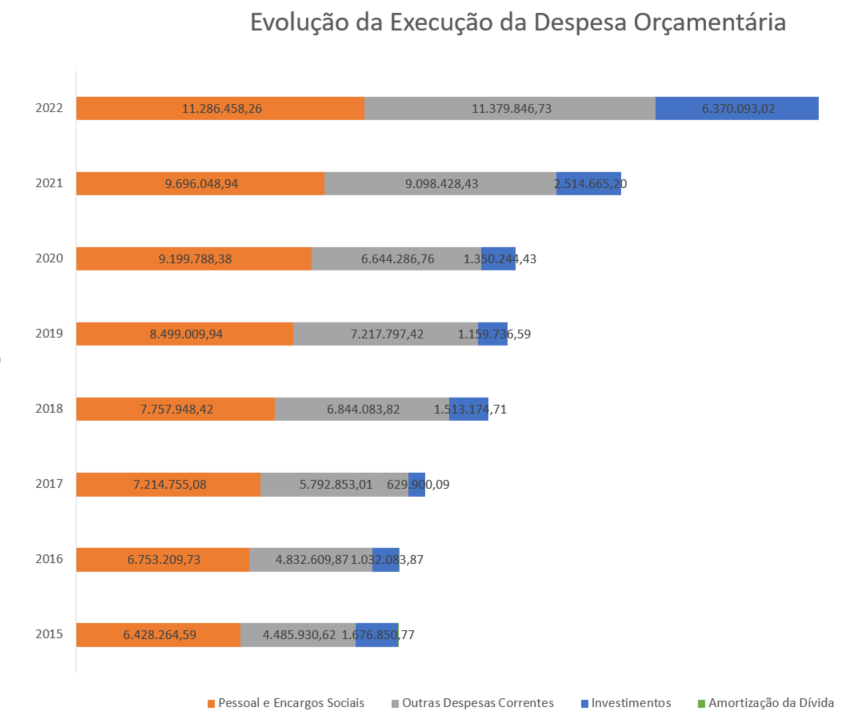 Evolução da Execução da Despesa Orçamentária
2022 11.286.458,26 11.379.846,73 6.370.093,02
2021 9.696.048,94 9.098.428,43 2.514.665,20
2020 9.199.788,38 6.644.286,76 1.350.244,43
2019 8.499.009,94 7.217.797,42 1.159.736,59
2018 7.757.948,42 6.844.083,82 1.513.174,71
2017 7.214.755,08 5.792.853,01 629.900,09
2016 6.753.209,73 4.832.609,87 1.032.083,87
2015 6.428.264,59 4.485.930,62 1.676.850,77
Pessoal e Encargos Sociais Outras Despesas Correntes Investimentos Amortização da Dívida